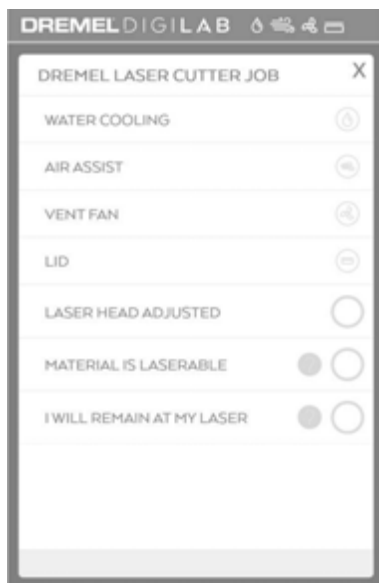 DREMEL DIGILAB
DREMEL LASER CUTTER JOB X
WATER COOLING
AIR ASSIST
VENT FAN
LID
LASER HEAD ADJUSTED
MATERIAL IS LASERABLE
I WILL REMAIN AT MY LASER